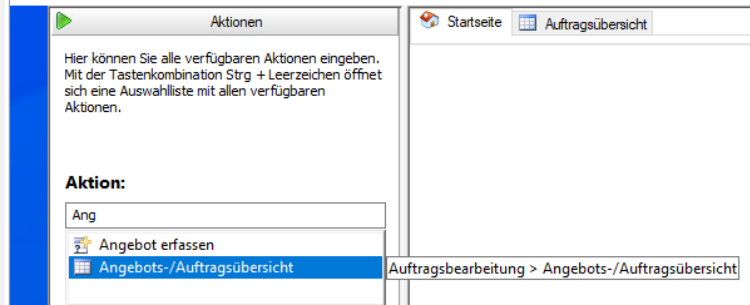 Aktionen
Hier können Sie alle verfügbaren Aktionen eingeben.
Mit der Tastenkombination Strg + Leerzeichen öffnet
sich eine Auswahlliste mit allen verfügbaren
Aktionen.
Aktion:
Ang
Angebot erfassen
Angebots-/Auftragsübersicht
Auftragsbearbeitung > Angebots-/Auftragsübersicht
Startseite
Auftragsübersicht